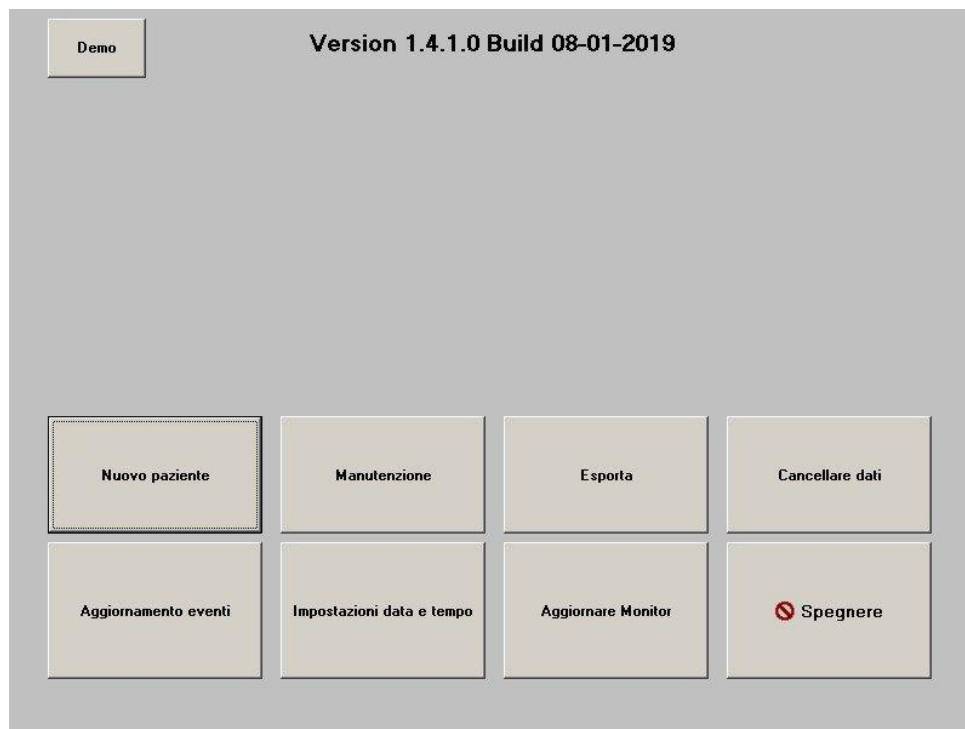 Demo
Version 1.4.1.0 Build 08-01-2019
Nuovo paziente
Manutenzione
Esporta
Cancellare dati
Aggiornamento eventi
Impostazioni data e tempo
Aggiornare Monitor
Spegnere